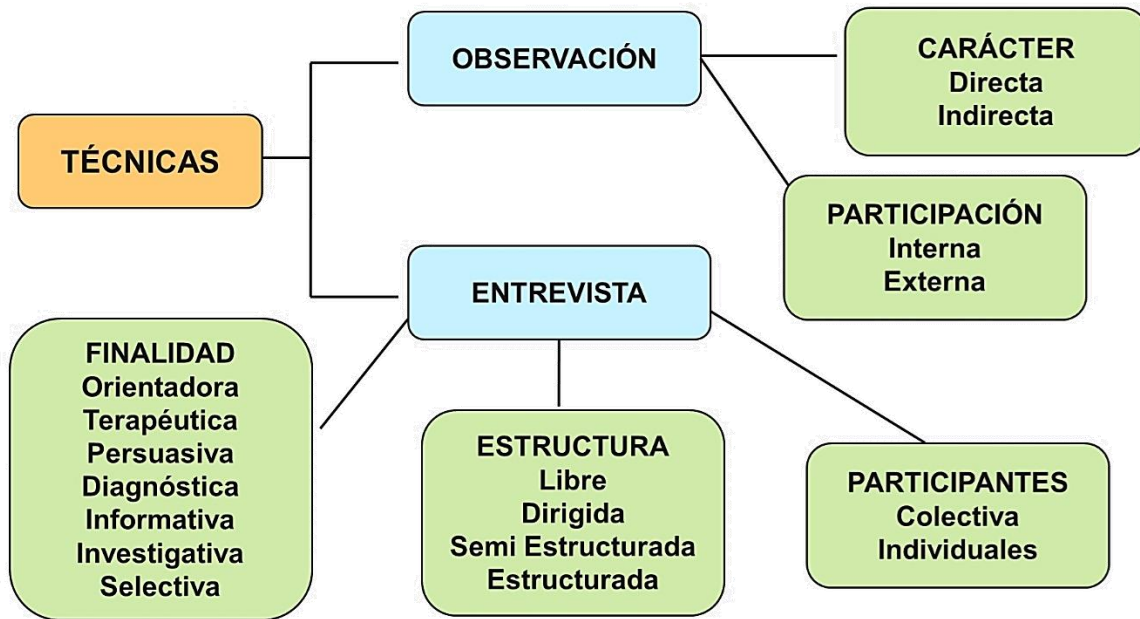 TÉCNICAS
OBSERVACIÓN
CARÁCTER
Directa
Indirecta
PARTICIPACIÓN
Interna
Externa
ENTREVISTA
FINALIDAD
Orientadora
Terapéutica
Persuasiva
Diagnóstica
Informativa
Investigativa
Selectiva
ESTRUCTURA
Libre
Dirigida
Semi Estructurada
Estructurada
PARTICIPANTES
Colectiva
Individuales